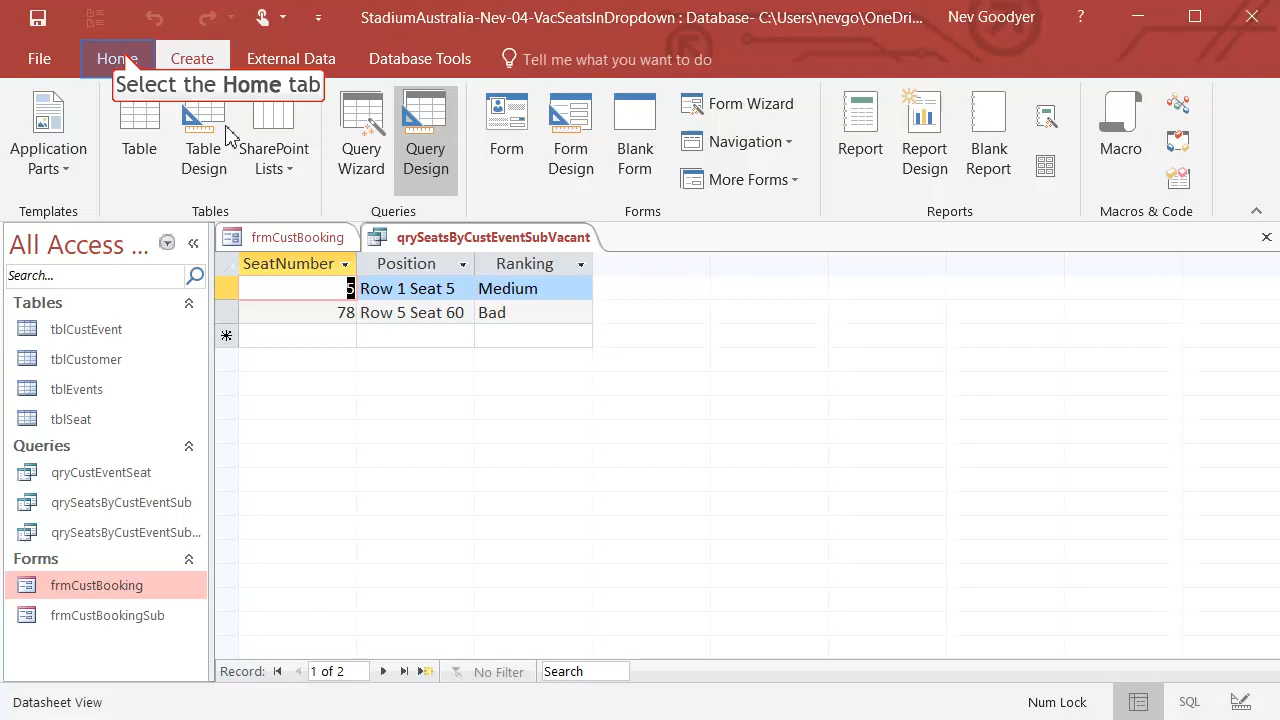 StadiumAustralia-Nev-04-VacSeatsInDropdown : Database- C:\Users\nevgo\OneDri... Nev Goodyer ?
File Home Create External Data Database Tools Tell me what you want to do
Select the Home tab
Application Parts
Table
Table Design
SharePoint Lists
Query Wizard
Query Design
Form
Form Design
Blank Form
Form Wizard
Navigation
More Forms
Report
Report Design
Blank Report
Macro
Templates Tables Queries Forms Reports Macros & Code
All Access ...
Search...
Tables
tblCustEvent
tblCustomer
tblEvents
tblSeat
Queries
qryCustEventSeat
qrySeatsByCustEventSub
qrySeatsByCustEventSub...
Forms
frmCustBooking
frmCustBookingSub
frmCustBooking qrySeatsByCustEventSubVacant
SeatNumber Position Ranking
5 Row 1 Seat 5 Medium
78 Row 5 Seat 60 Bad
Record: 1 of 2 No Filter Search
Datasheet View Num Lock SQL